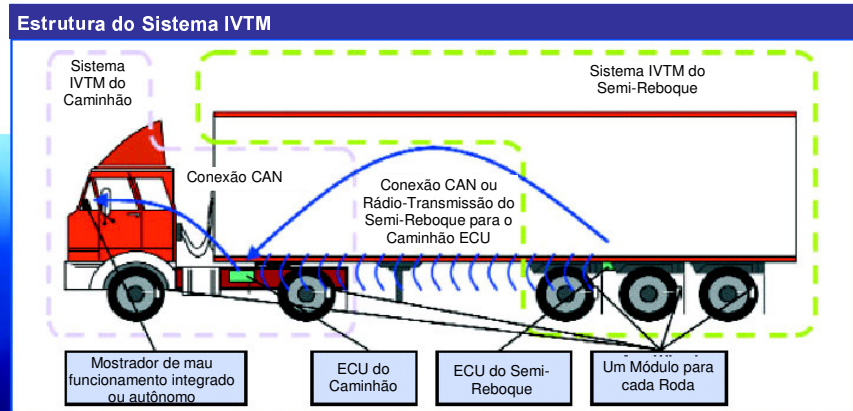 Estrutura do Sistema IVTM
Sistema
IVTM do
Caminhão
Sistema IVTM do
Semi-Reboque
Conexão CAN
Conexão CAN ou
Rádio-Transmissão do
Semi-Reboque para o
Caminhão ECU
Mostrador de mau
funcionamento integrado
ou autônomo
ECU do
Caminhão
ECU do Semi-
Reboque
Um Módulo para
cada Roda